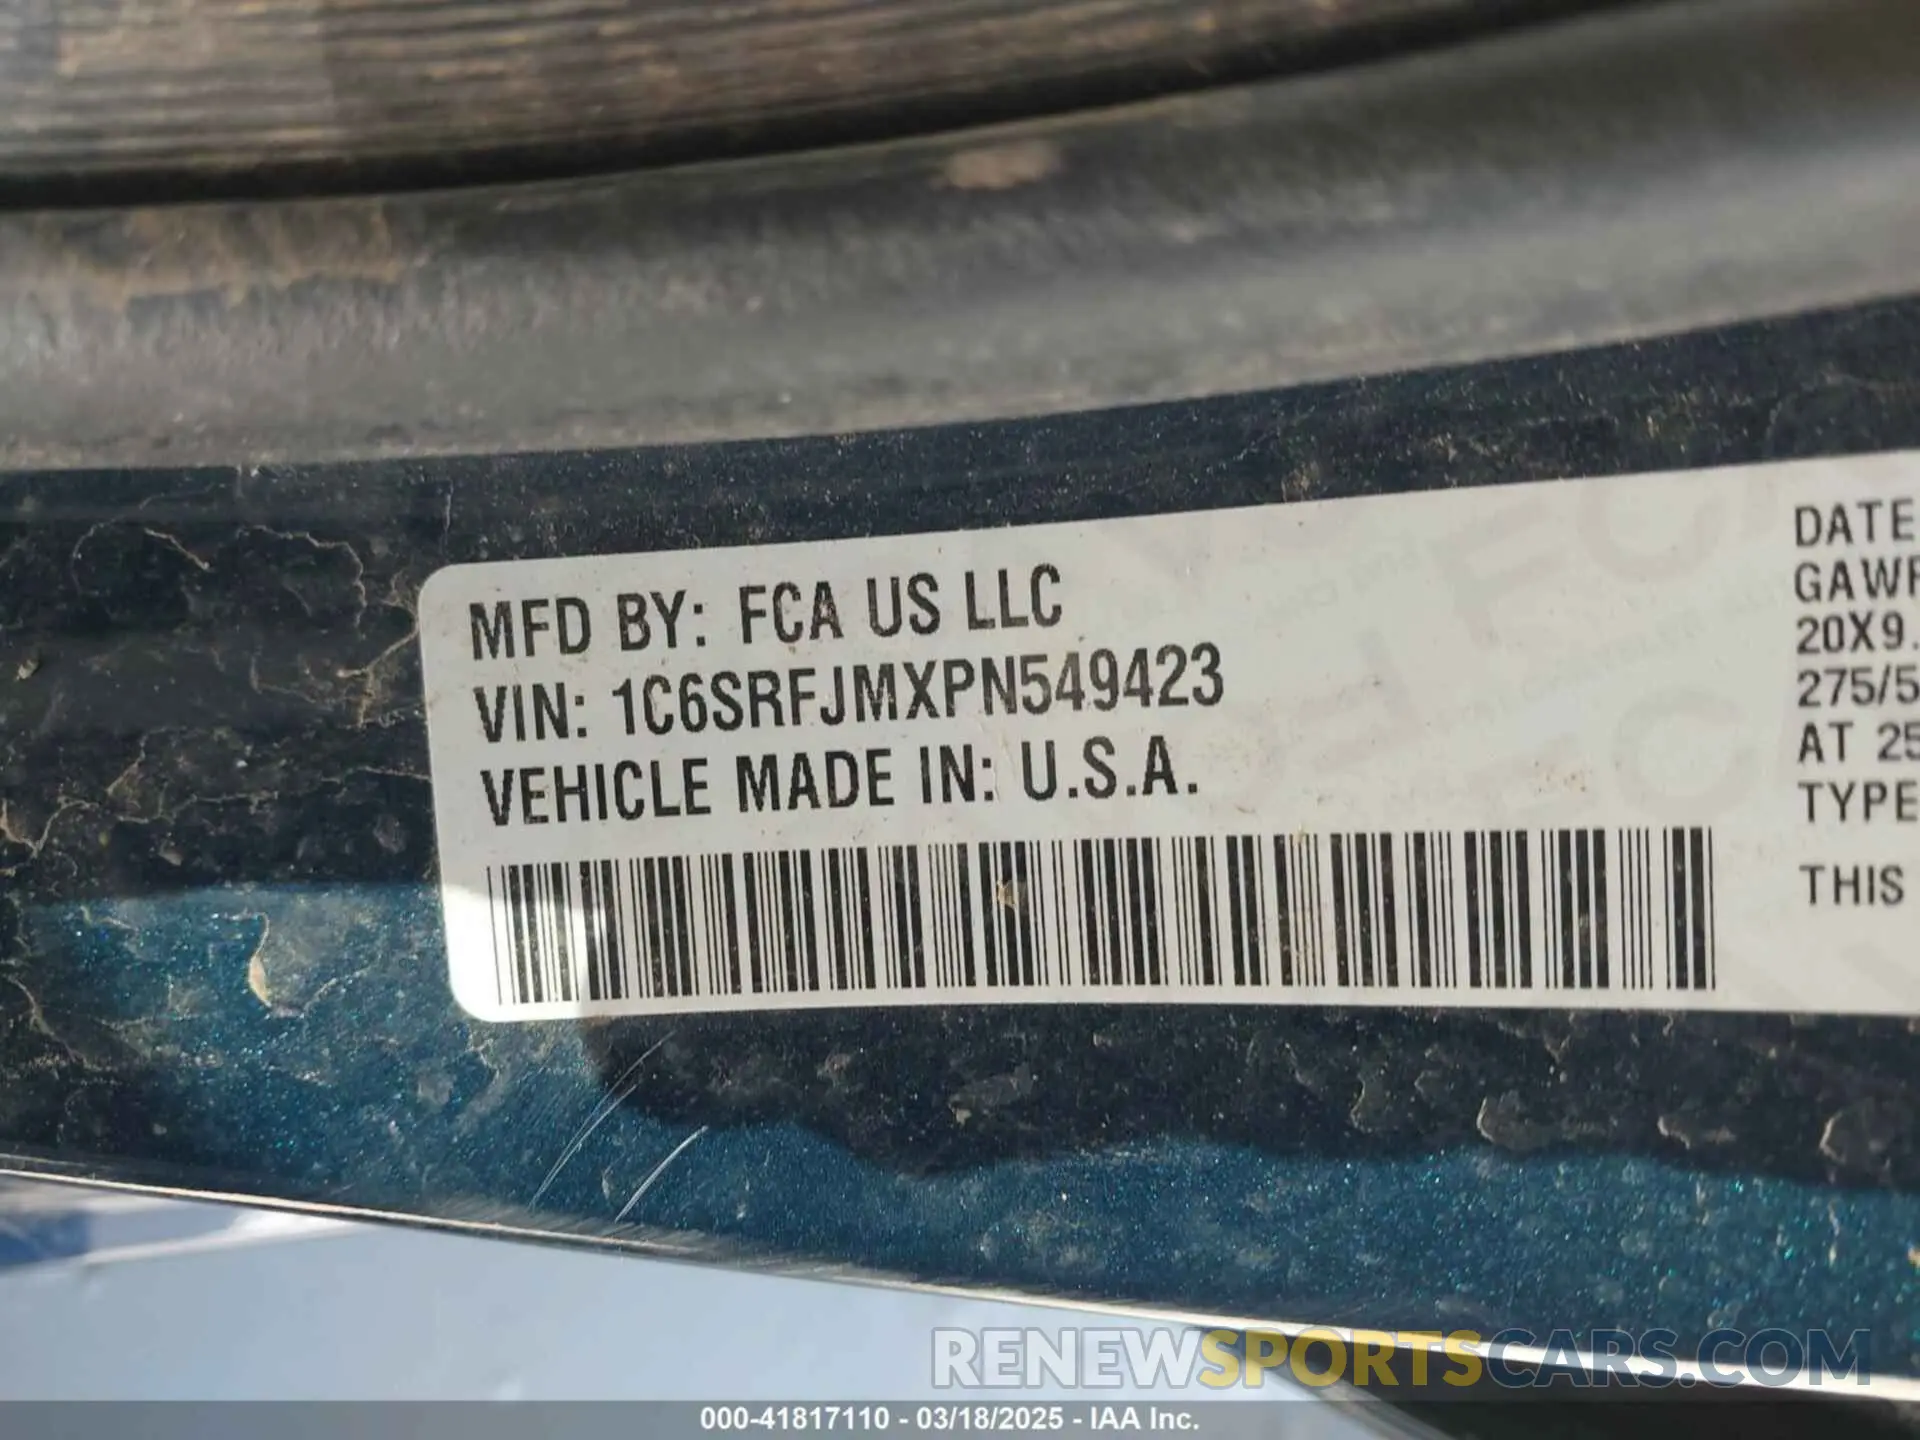 MFD BY: FCA US LLC
VIN: 1C6SRFJMXPN549423
VEHICLE MADE IN: U.S.A.
DATE
GAWR
20X9.
275/5
AT 25
TYPE
THIS
RENEWSPORTSCARS.COM
000-41817110 - 03/18/2025 - IAA Inc.